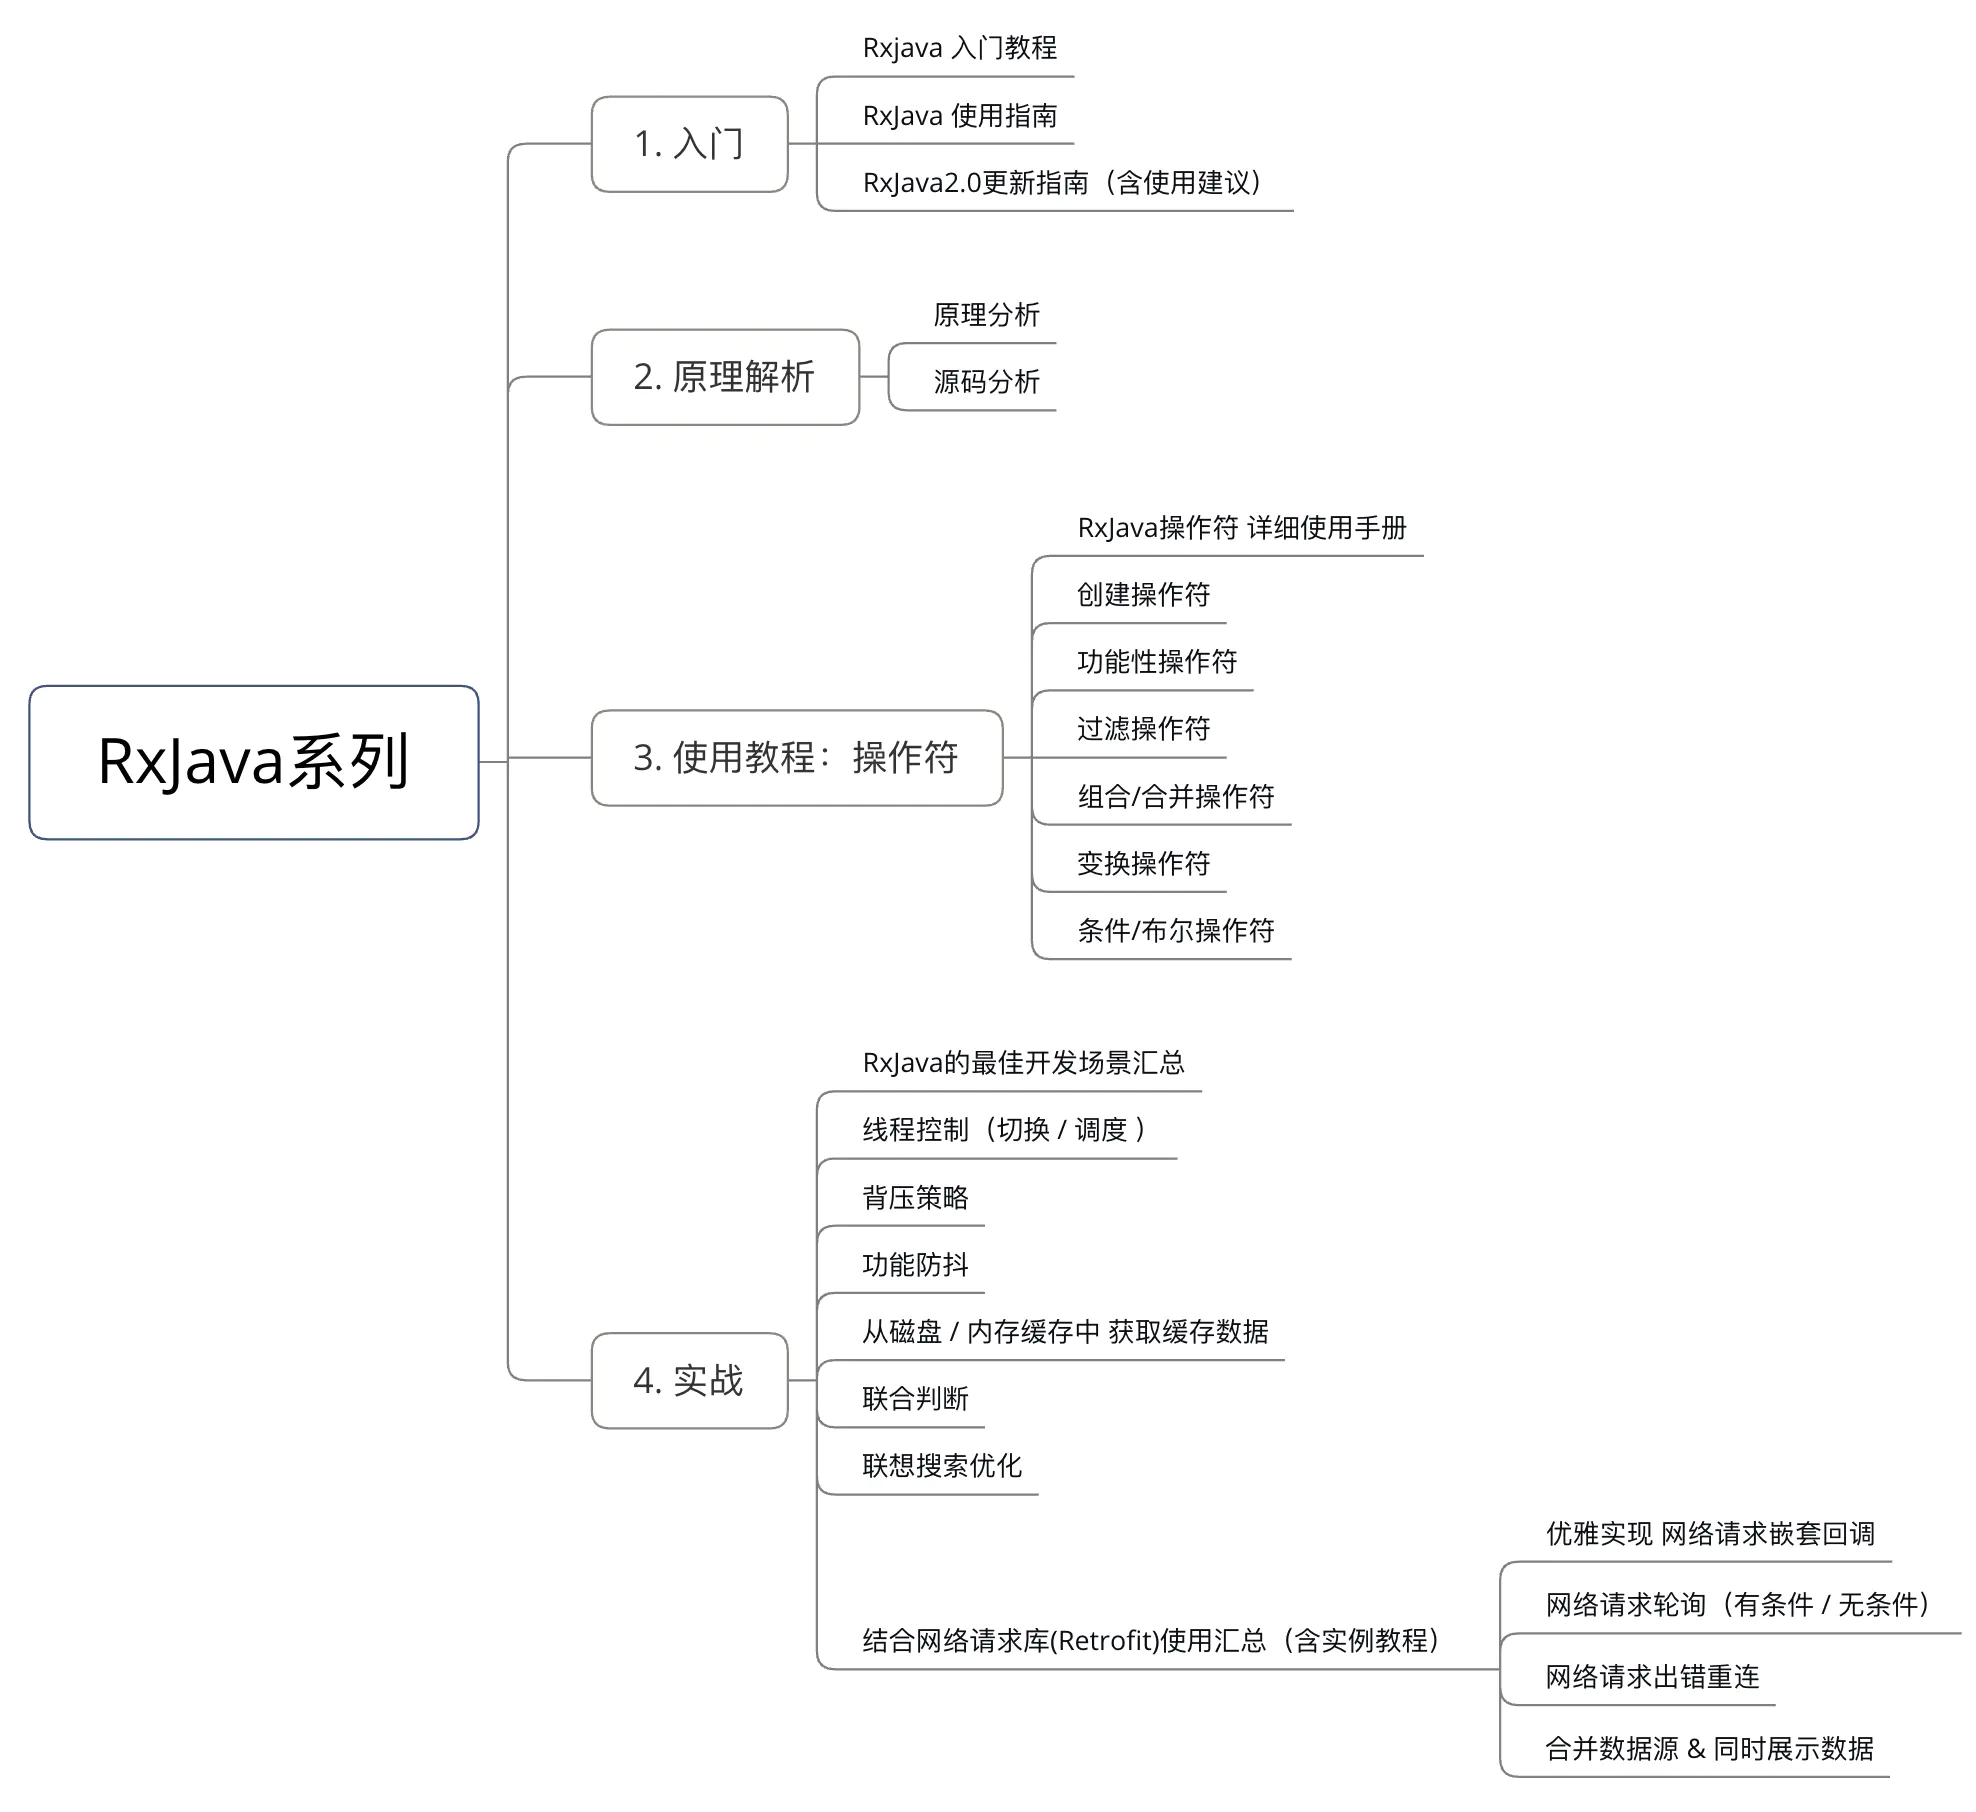 RxJava系列
1. 入门
Rxjava 入门教程
RxJava 使用指南
RxJava2.0更新指南（含使用建议）
2. 原理解析
原理分析
源码分析
3. 使用教程：操作符
RxJava操作符 详细使用手册
创建操作符
功能性操作符
过滤操作符
组合/合并操作符
变换操作符
条件/布尔操作符
4. 实战
RxJava的最佳开发场景汇总
线程控制（切换 / 调度 ）
背压策略
功能防抖
从磁盘 / 内存缓存中 获取缓存数据
联合判断
联想搜索优化
结合网络请求库(Retrofit)使用汇总（含实例教程）
优雅实现 网络请求嵌套回调
网络请求轮询（有条件 / 无条件）
网络请求出错重连
合并数据源 & 同时展示数据